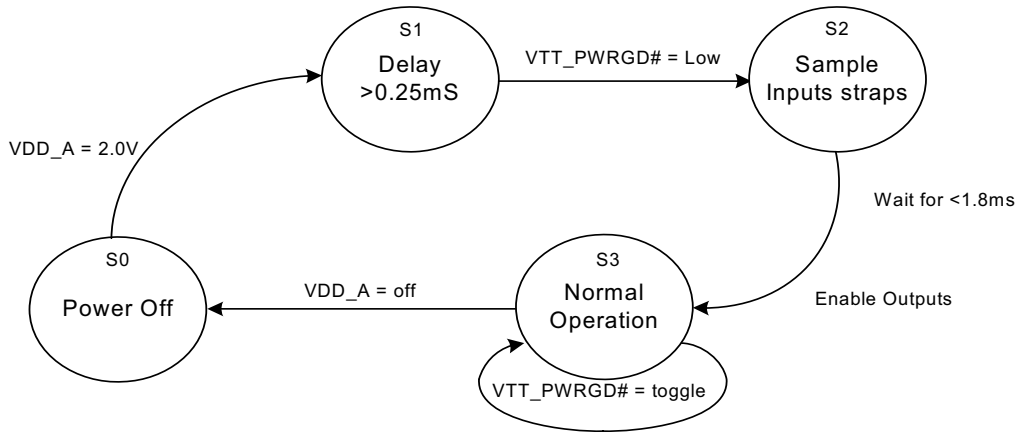 S1
Delay
>0.25mS
VTT_PWRGD# = Low
S2
Sample
Inputs straps
VDD_A = 2.0V
Wait for <1.8ms
S0
Power Off
VDD_A = off
S3
Normal
Operation
Enable Outputs
VTT_PWRGD# = toggle